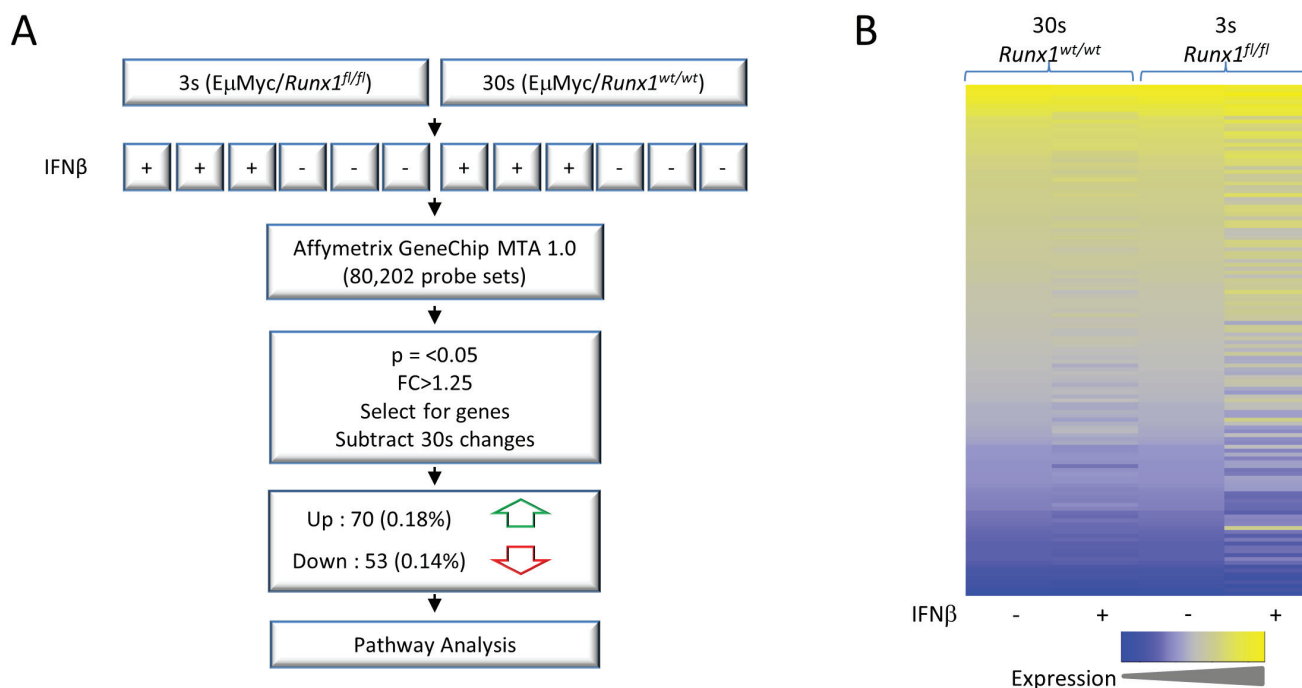 A
3s (EµMyc/Runx1fl/fl)
30s (EµMyc/Runx1wt/wt)
IFNβ
+ + + - - - + + + - - -
Affymetrix GeneChip MTA 1.0
(80,202 probe sets)
p = <0.05
FC>1.25
Select for genes
Subtract 30s changes
Up : 70 (0.18%)
Down : 53 (0.14%)
Pathway Analysis
B
30s
Runx1wt/wt
3s
Runx1fl/fl
IFNβ - + - +
Expression